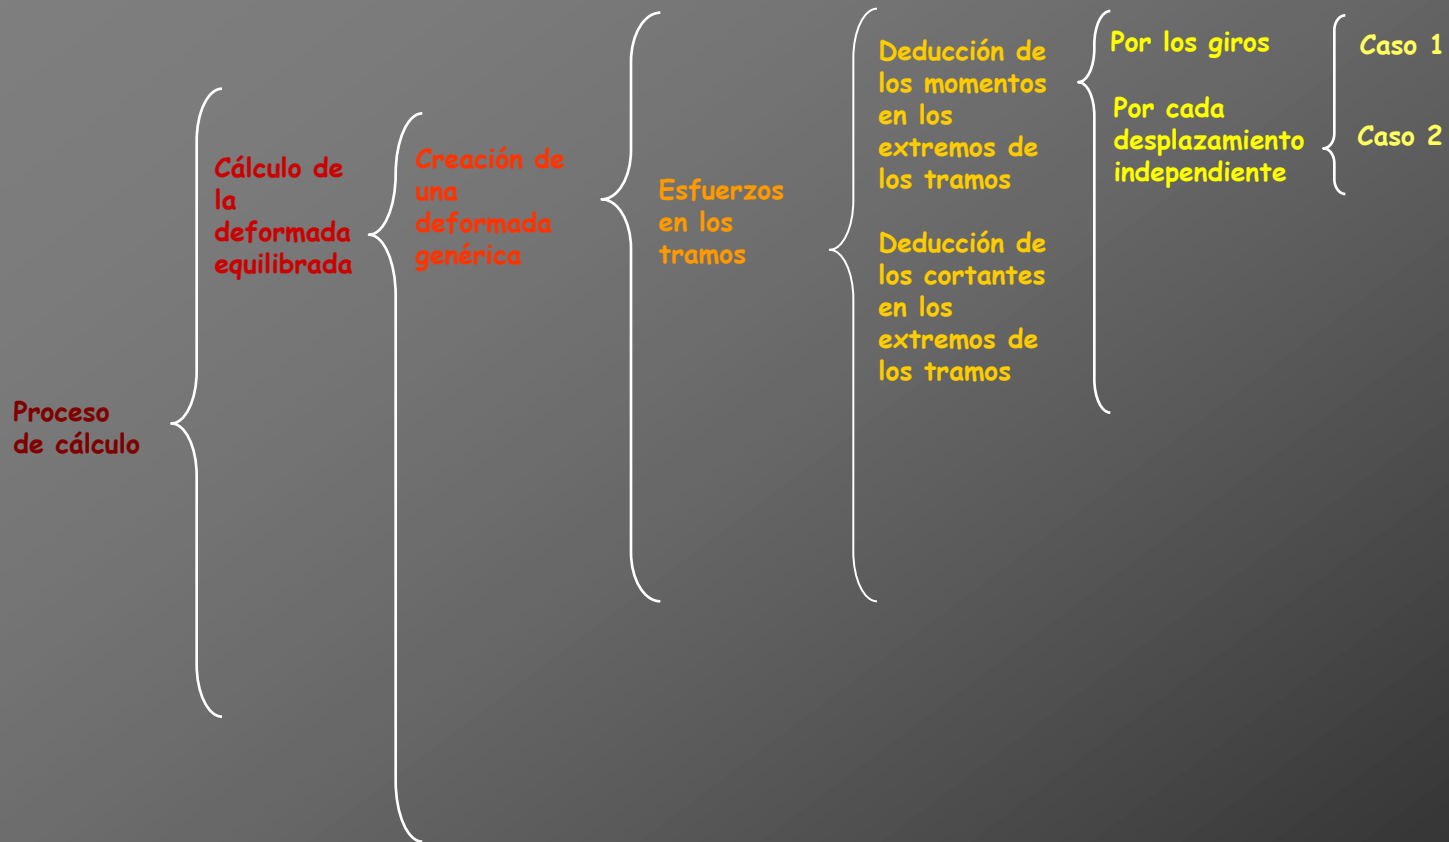 Proceso
de cálculo
Cálculo de
la
deformada
equilibrada
Creación de
una
deformada
genérica
Esfuerzos
en los
tramos
Deducción de
los momentos
en los
extremos de
los tramos
Deducción de
los cortantes
en los
extremos de
los tramos
Por los giros
Por cada
desplazamiento
independiente
Caso 1
Caso 2